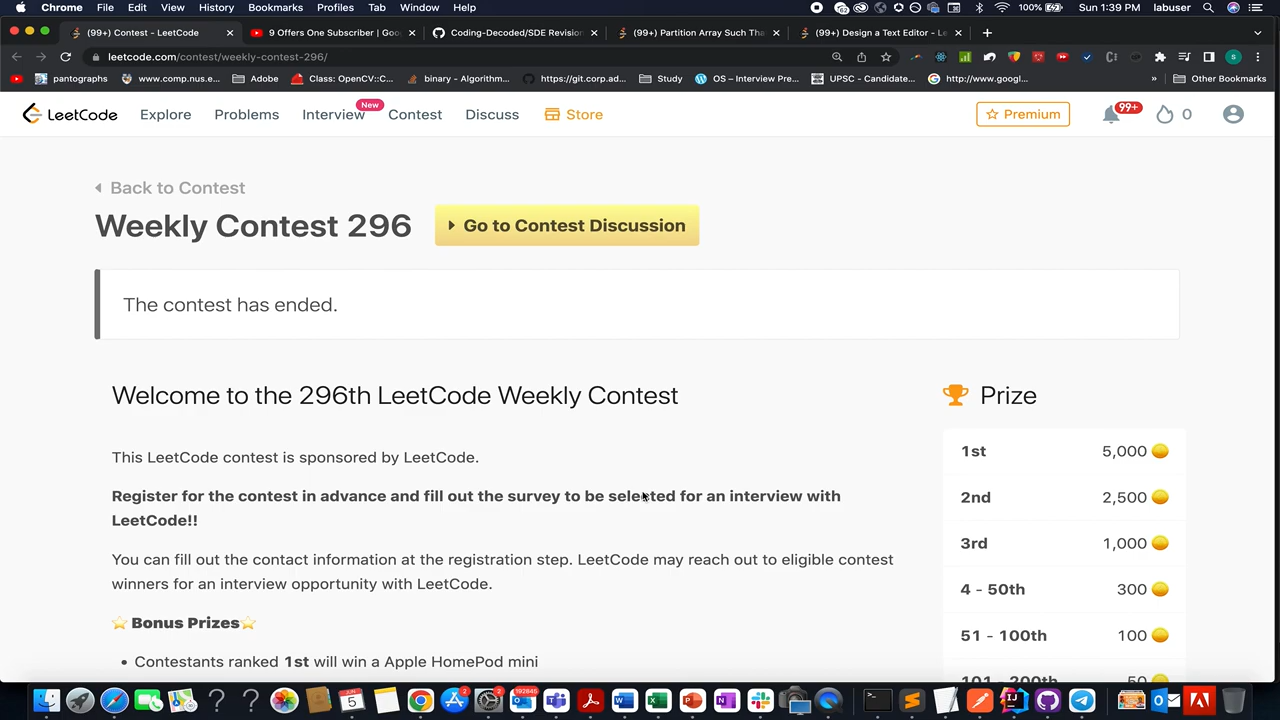 Chrome File Edit View History Bookmarks Profiles Tab Window Help 100% Sun 1:39 PM labuser
(99+) Contest - LeetCode
9 Offers One Subscriber | Goo
Coding-Decoded/SDE Revision
(99+) Partition Array Such Tha
(99+) Design a Text Editor - Le
leetcode.com/contest/weekly-contest-296/
pantographs www.comp.nus.e... Adobe Class: OpenCV::C... binary - Algorithm... https://git.corp.ad... Study OS – Interview Pre... UPSC - Candidate... http://www.googl... » Other Bookmarks
LeetCode Explore Problems Interview New Contest Discuss Store Premium 99+ 0
Back to Contest
Weekly Contest 296
Go to Contest Discussion
The contest has ended.
Welcome to the 296th LeetCode Weekly Contest
This LeetCode contest is sponsored by LeetCode.
Register for the contest in advance and fill out the survey to be selected for an interview with
LeetCode!!
You can fill out the contact information at the registration step. LeetCode may reach out to eligible contest
winners for an interview opportunity with LeetCode.
⭐ Bonus Prizes⭐
• Contestants ranked 1st will win a Apple HomePod mini
Prize
1st 5,000
2nd 2,500
3rd 1,000
4 - 50th 300
51 - 100th 100
101 - 200th 50